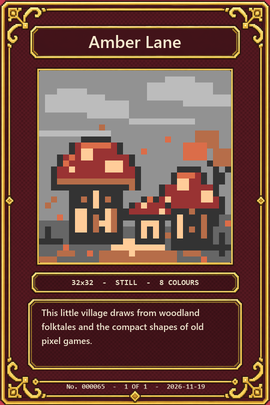 Amber Lane
32x32 - STILL - 8 COLOURS
This little village draws from woodland
folktales and the compact shapes of old
pixel games.
No. 000065 - 1 OF 1 - 2026-11-19